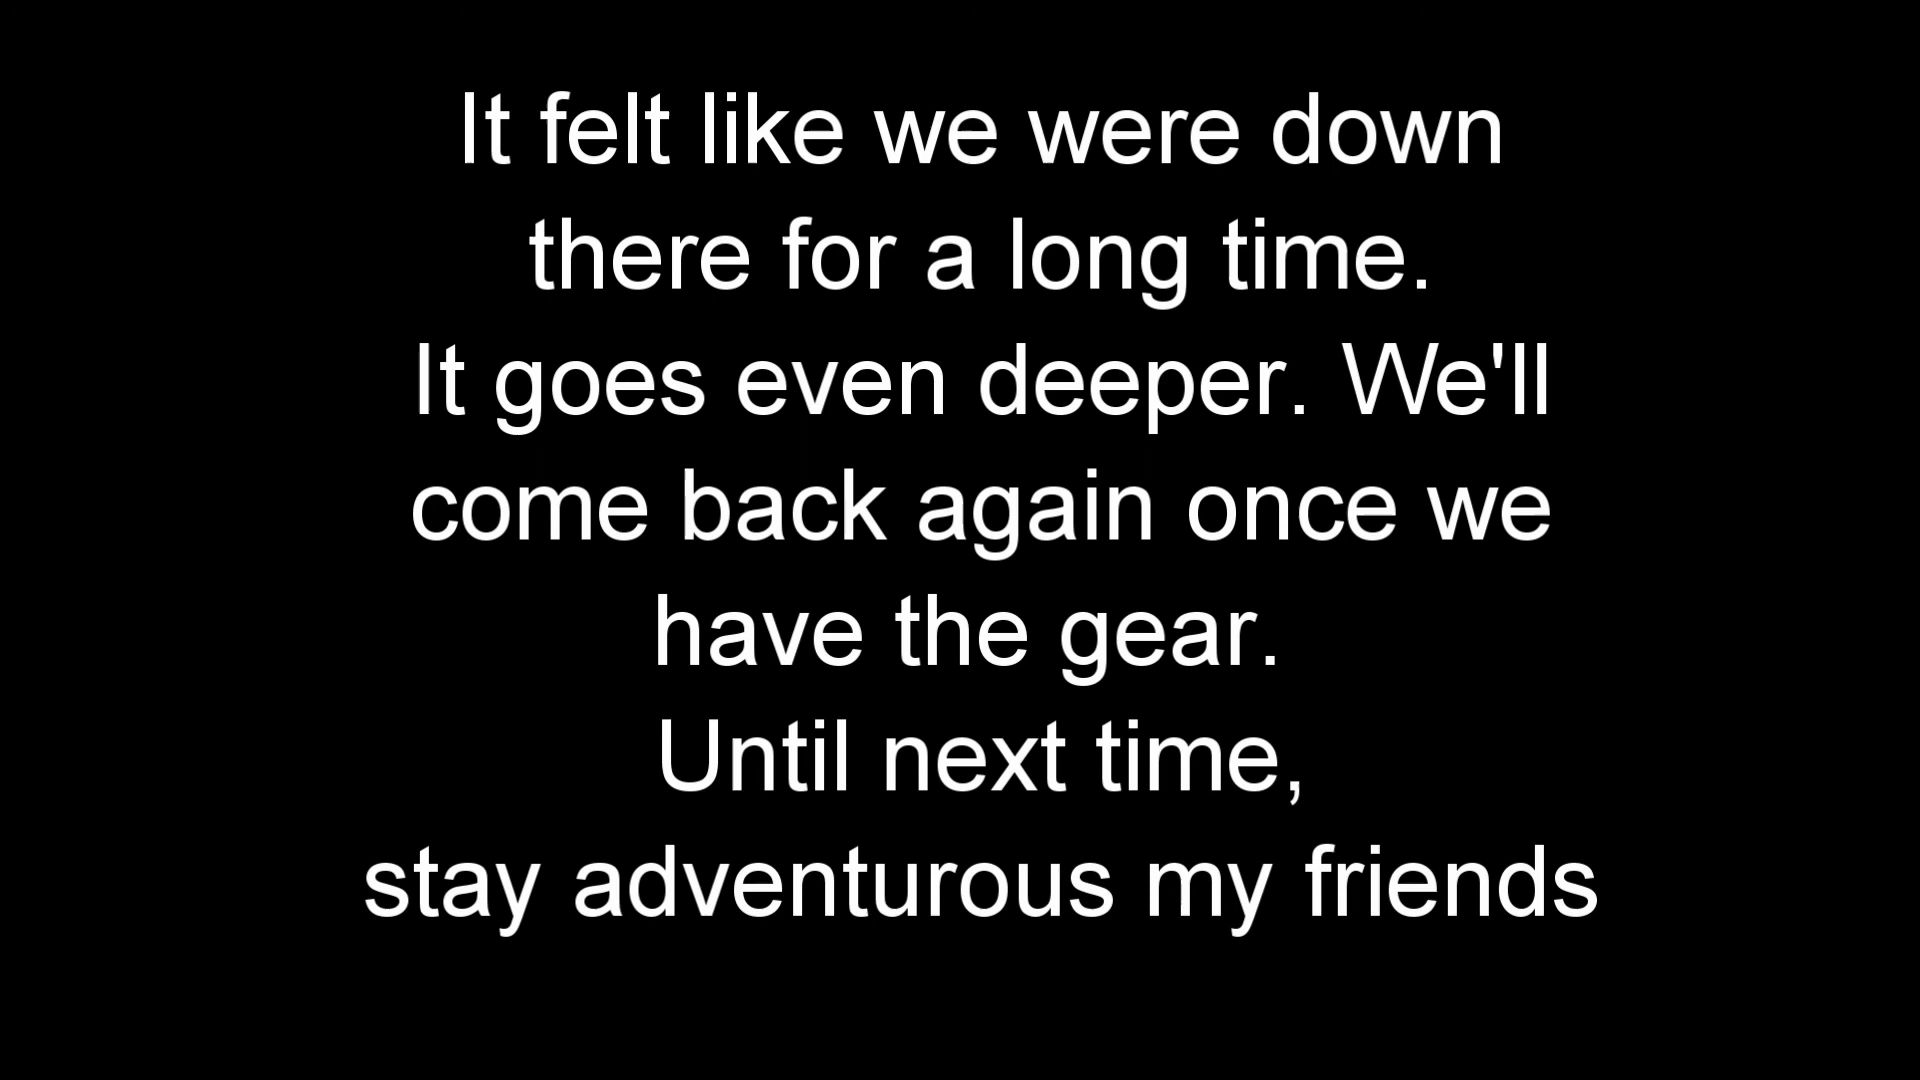 It felt like we were down
there for a long time.
It goes even deeper. We'll
come back again once we
have the gear.
Until next time,
stay adventurous my friends